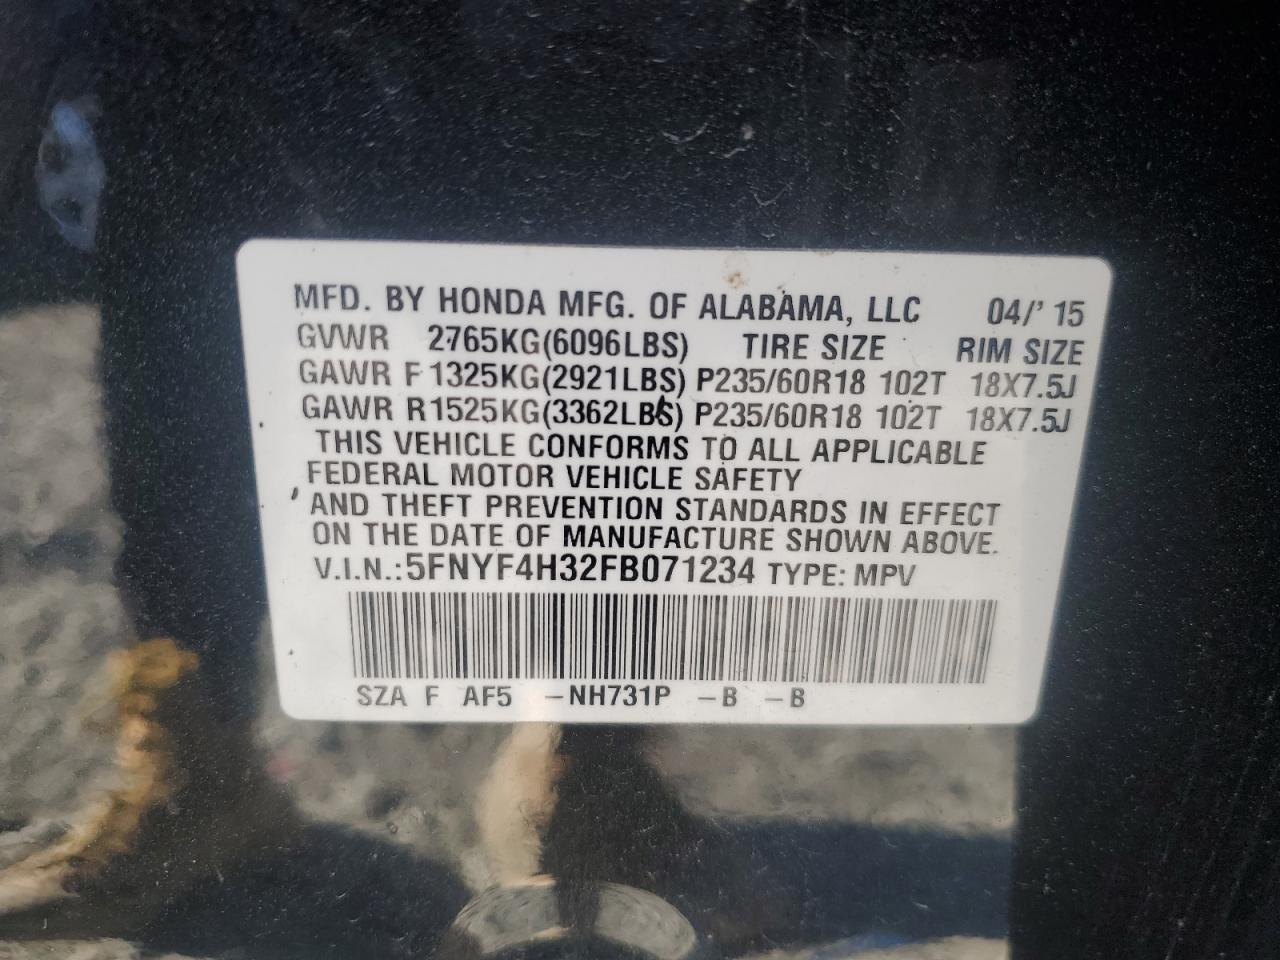 MFD. BY HONDA MFG. OF ALABAMA, LLC 04/' 15
GVWR 2765KG(6096LBS) TIRE SIZE RIM SIZE
GAWR F 1325KG(2921LBS) P235/60R18 102T 18X7.5J
GAWR R1525KG(3362LBS) P235/60R18 102T 18X7.5J
THIS VEHICLE CONFORMS TO ALL APPLICABLE
FEDERAL MOTOR VEHICLE SAFETY
AND THEFT PREVENTION STANDARDS IN EFFECT
ON THE DATE OF MANUFACTURE SHOWN ABOVE.
V.I.N.:5FNYF4H32FB071234 TYPE: MPV
SZA F AF5 -NH731P -B -B